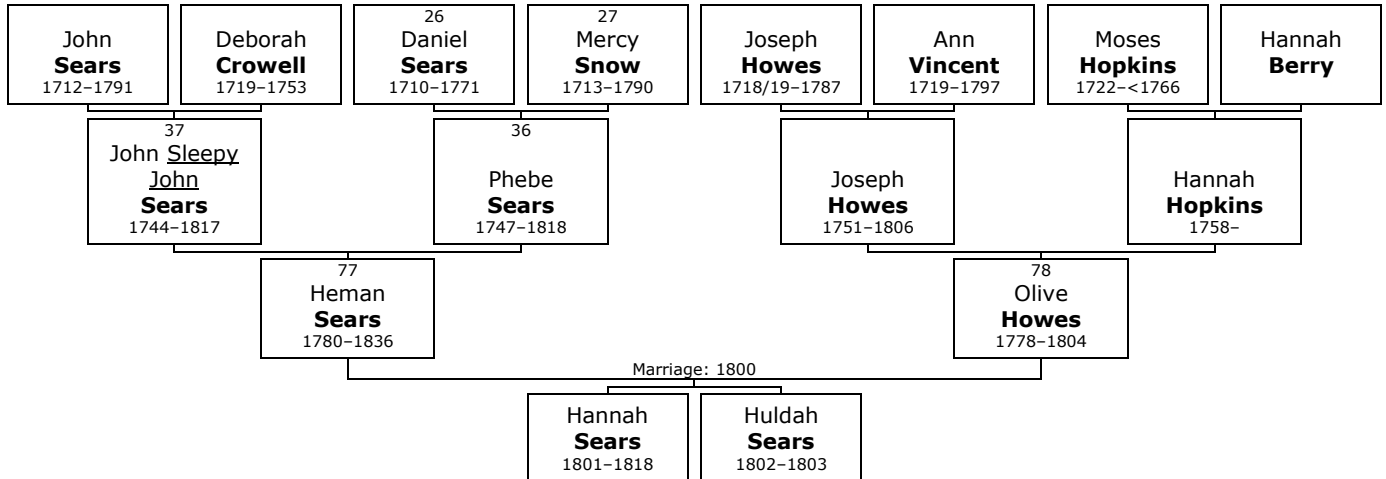 John
Sears
1712–1791
Deborah
Crowell
1719–1753
26
Daniel
Sears
1710–1771
27
Mercy
Snow
1713–1790
Joseph
Howes
1718/19–1787
Ann
Vincent
1719–1797
Moses
Hopkins
1722–<1766
Hannah
Berry
37
John Sleepy
John
Sears
1744–1817
36
Phebe
Sears
1747–1818
Joseph
Howes
1751–1806
Hannah
Hopkins
1758–
77
Heman
Sears
1780–1836
78
Olive
Howes
1778–1804
Marriage: 1800
Hannah
Sears
1801–1818
Huldah
Sears
1802–1803